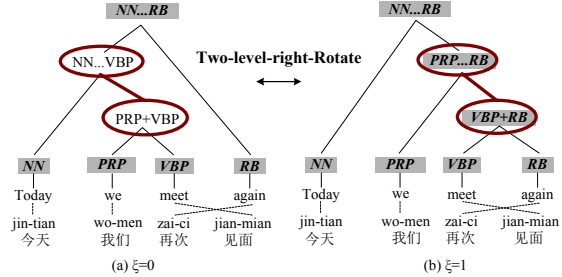 NN...RB
NN...VBP
PRP+VBP
NN PRP VBP RB
Today we meet again
jin-tian wo-men zai-ci jian-mian
今天 我们 再次 见面
(a) ξ=0
Two-level-right-Rotate
NN...RB
PRP...RB
VBP+RB
NN PRP VBP RB
Today we meet again
jin-tian wo-men zai-ci jian-mian
今天 我们 再次 见面
(b) ξ=1